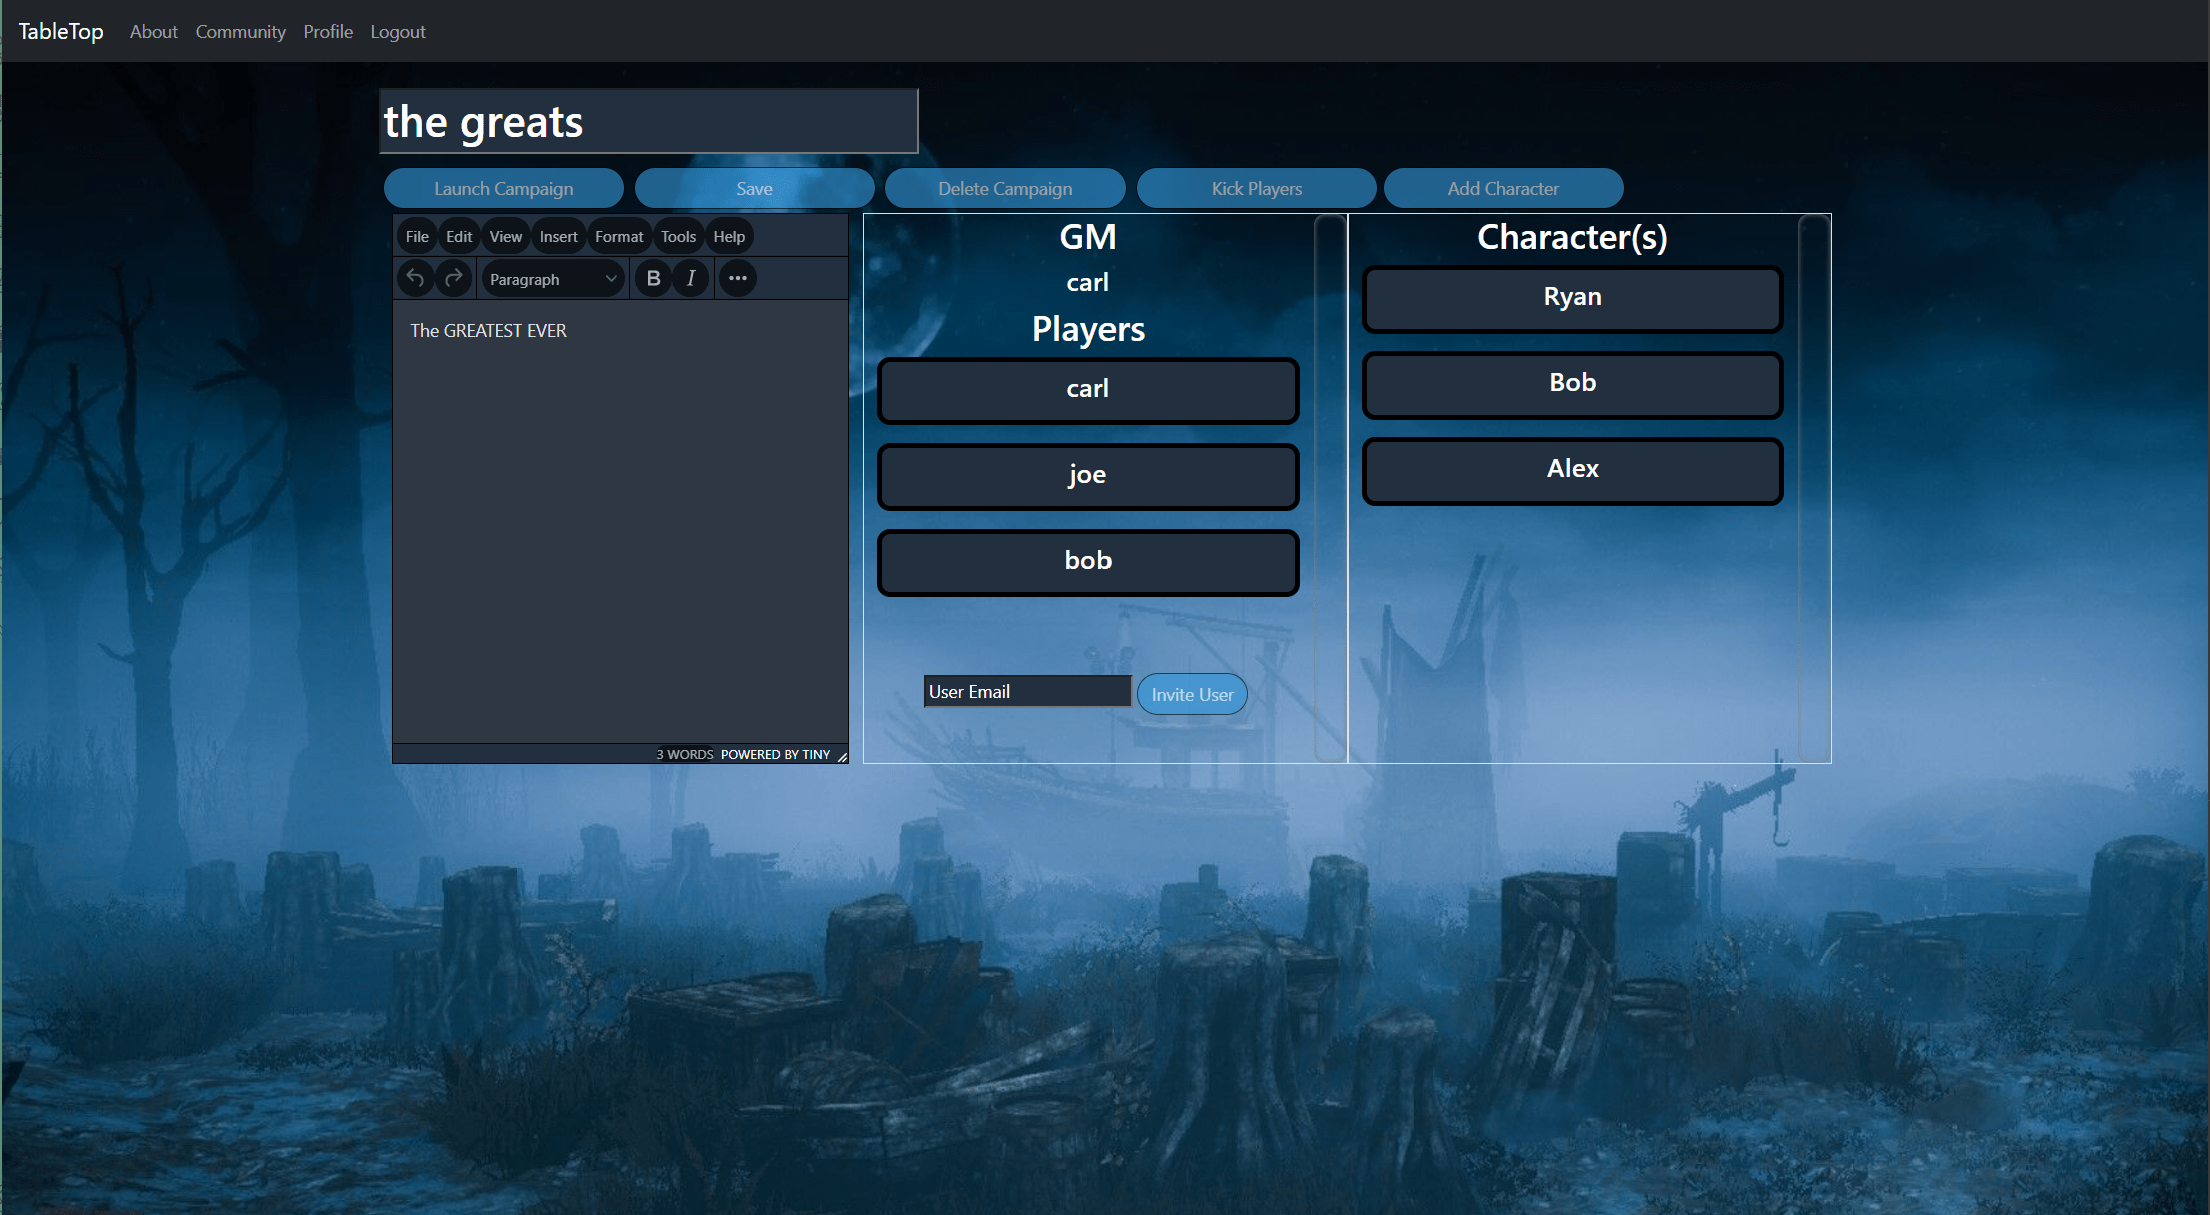 TableTop About Community Profile Logout
the greats
Launch Campaign Save Delete Campaign Kick Players Add Character
File Edit View Insert Format Tools Help
Paragraph B I ...
The GREATEST EVER
3 WORDS POWERED BY TINY
GM
carl
Players
carl
joe
bob
User Email Invite User
Character(s)
Ryan
Bob
Alex